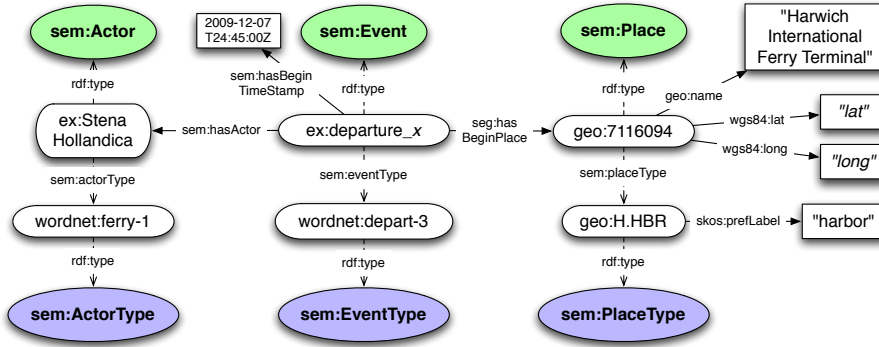 sem:Actor
2009-12-07
T24:45:00Z
sem:Event
sem:Place
"Harwich
International
Ferry Terminal"
rdf:type
sem:hasBegin
TimeStamp
rdf:type
rdf:type
geo:name
ex:Stena
Hollandica
sem:hasActor
ex:departure_x
seg:has
BeginPlace
geo:7116094
wgs84:lat
"lat"
wgs84:long
"long"
sem:actorType
sem:eventType
sem:placeType
wordnet:ferry-1
wordnet:depart-3
geo:H.HBR
skos:prefLabel
"harbor"
rdf:type
rdf:type
rdf:type
sem:ActorType
sem:EventType
sem:PlaceType